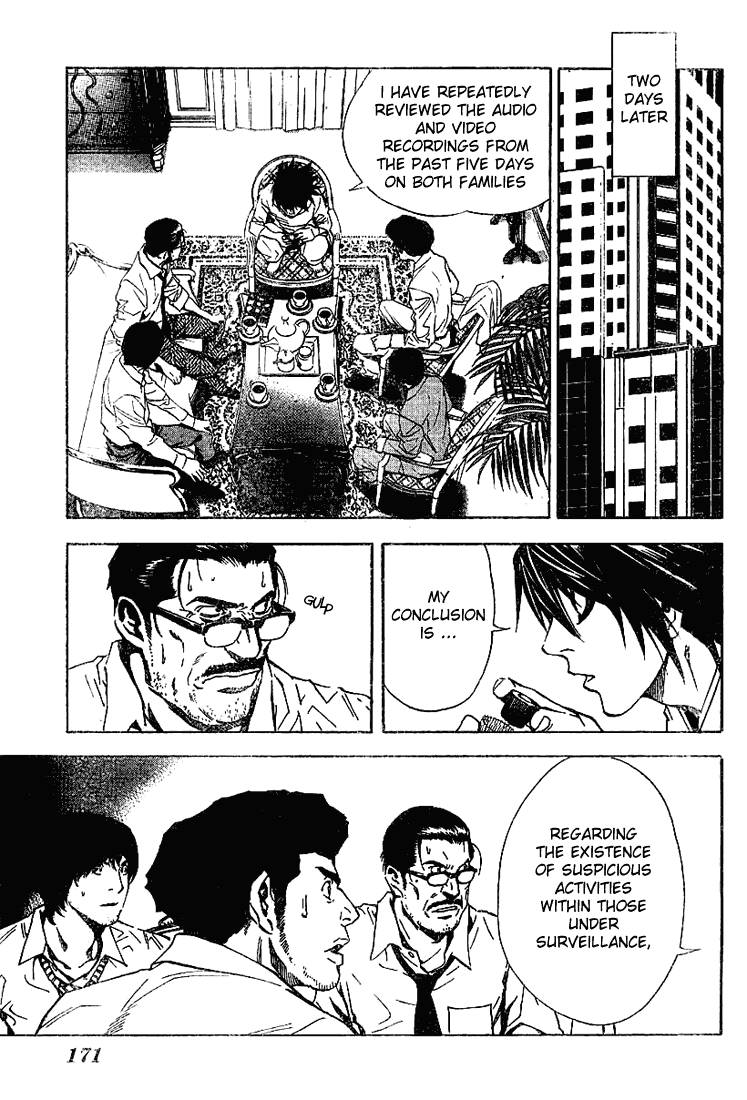 TWO
DAYS
LATER
I HAVE REPEATEDLY
REVIEWED THE AUDIO
AND VIDEO
RECORDINGS FROM
THE PAST FIVE DAYS
ON BOTH FAMILIES
MY
CONCLUSION
IS ...
GULP
REGARDING
THE EXISTENCE
OF SUSPICIOUS
ACTIVITIES
WITHIN THOSE
UNDER
SURVEILLANCE,
171